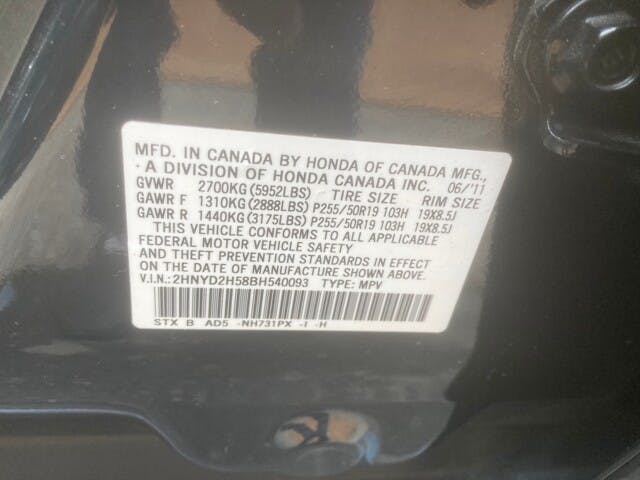 MFD. IN CANADA BY HONDA OF CANADA MFG.,
A DIVISION OF HONDA CANADA INC. 06/'11
GVWR 2700KG(5952LBS) TIRE SIZE RIM SIZE
GAWR F 1310KG(2888LBS) P255/50R19 103H 19X8.5J
GAWR R 1440KG(3175LBS) P255/50R19 103H 19X8.5J
THIS VEHICLE CONFORMS TO ALL APPLICABLE
FEDERAL MOTOR VEHICLE SAFETY
AND THEFT PREVENTION STANDARDS IN EFFECT
ON THE DATE OF MANUFACTURE SHOWN ABOVE.
V.I.N.: 2HNYD2H58BH540093 TYPE: MPV
STX B AD5 -NH731PX -I -H